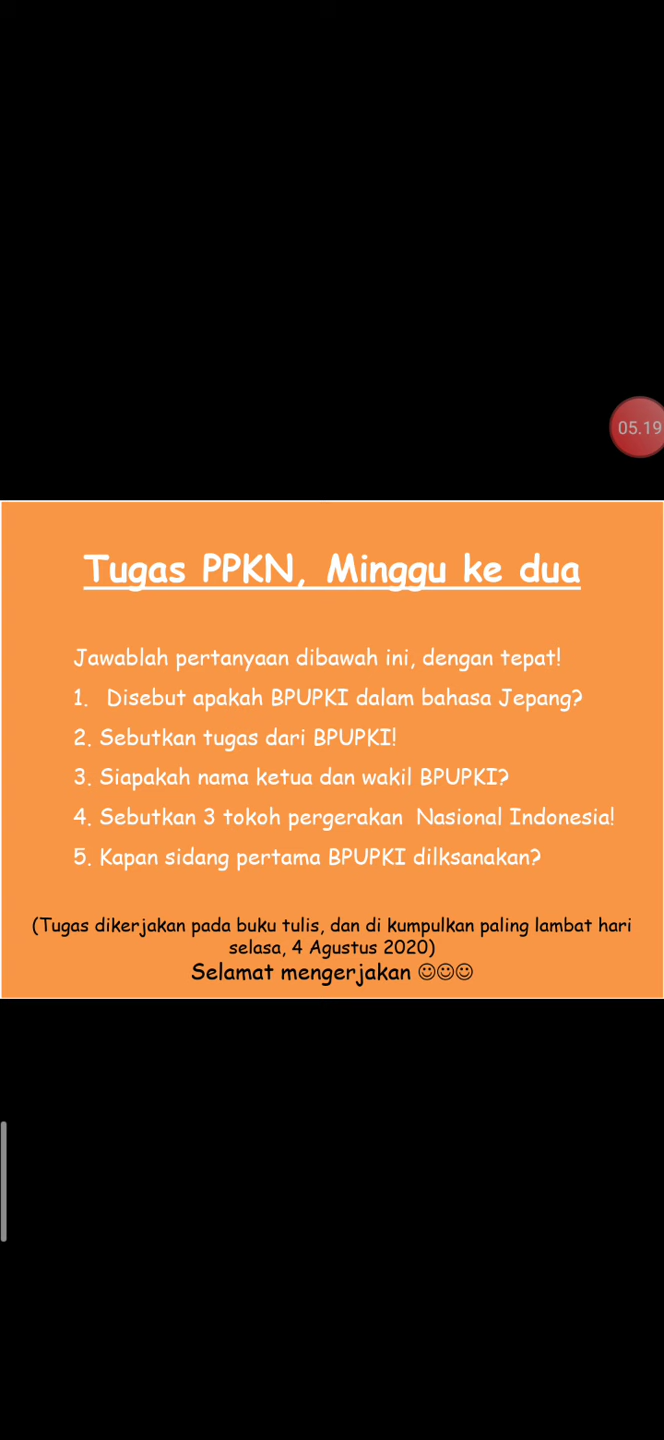 05.19
Tugas PPKN, Minggu ke dua
Jawablah pertanyaan dibawah ini, dengan tepat!
1. Disebut apakah BPUPKI dalam bahasa Jepang?
2. Sebutkan tugas dari BPUPKI!
3. Siapakah nama ketua dan wakil BPUPKI?
4. Sebutkan 3 tokoh pergerakan Nasional Indonesia!
5. Kapan sidang pertama BPUPKI dilksanakan?
(Tugas dikerjakan pada buku tulis, dan di kumpulkan paling lambat hari
selasa, 4 Agustus 2020)
Selamat mengerjakan ☺☺☺